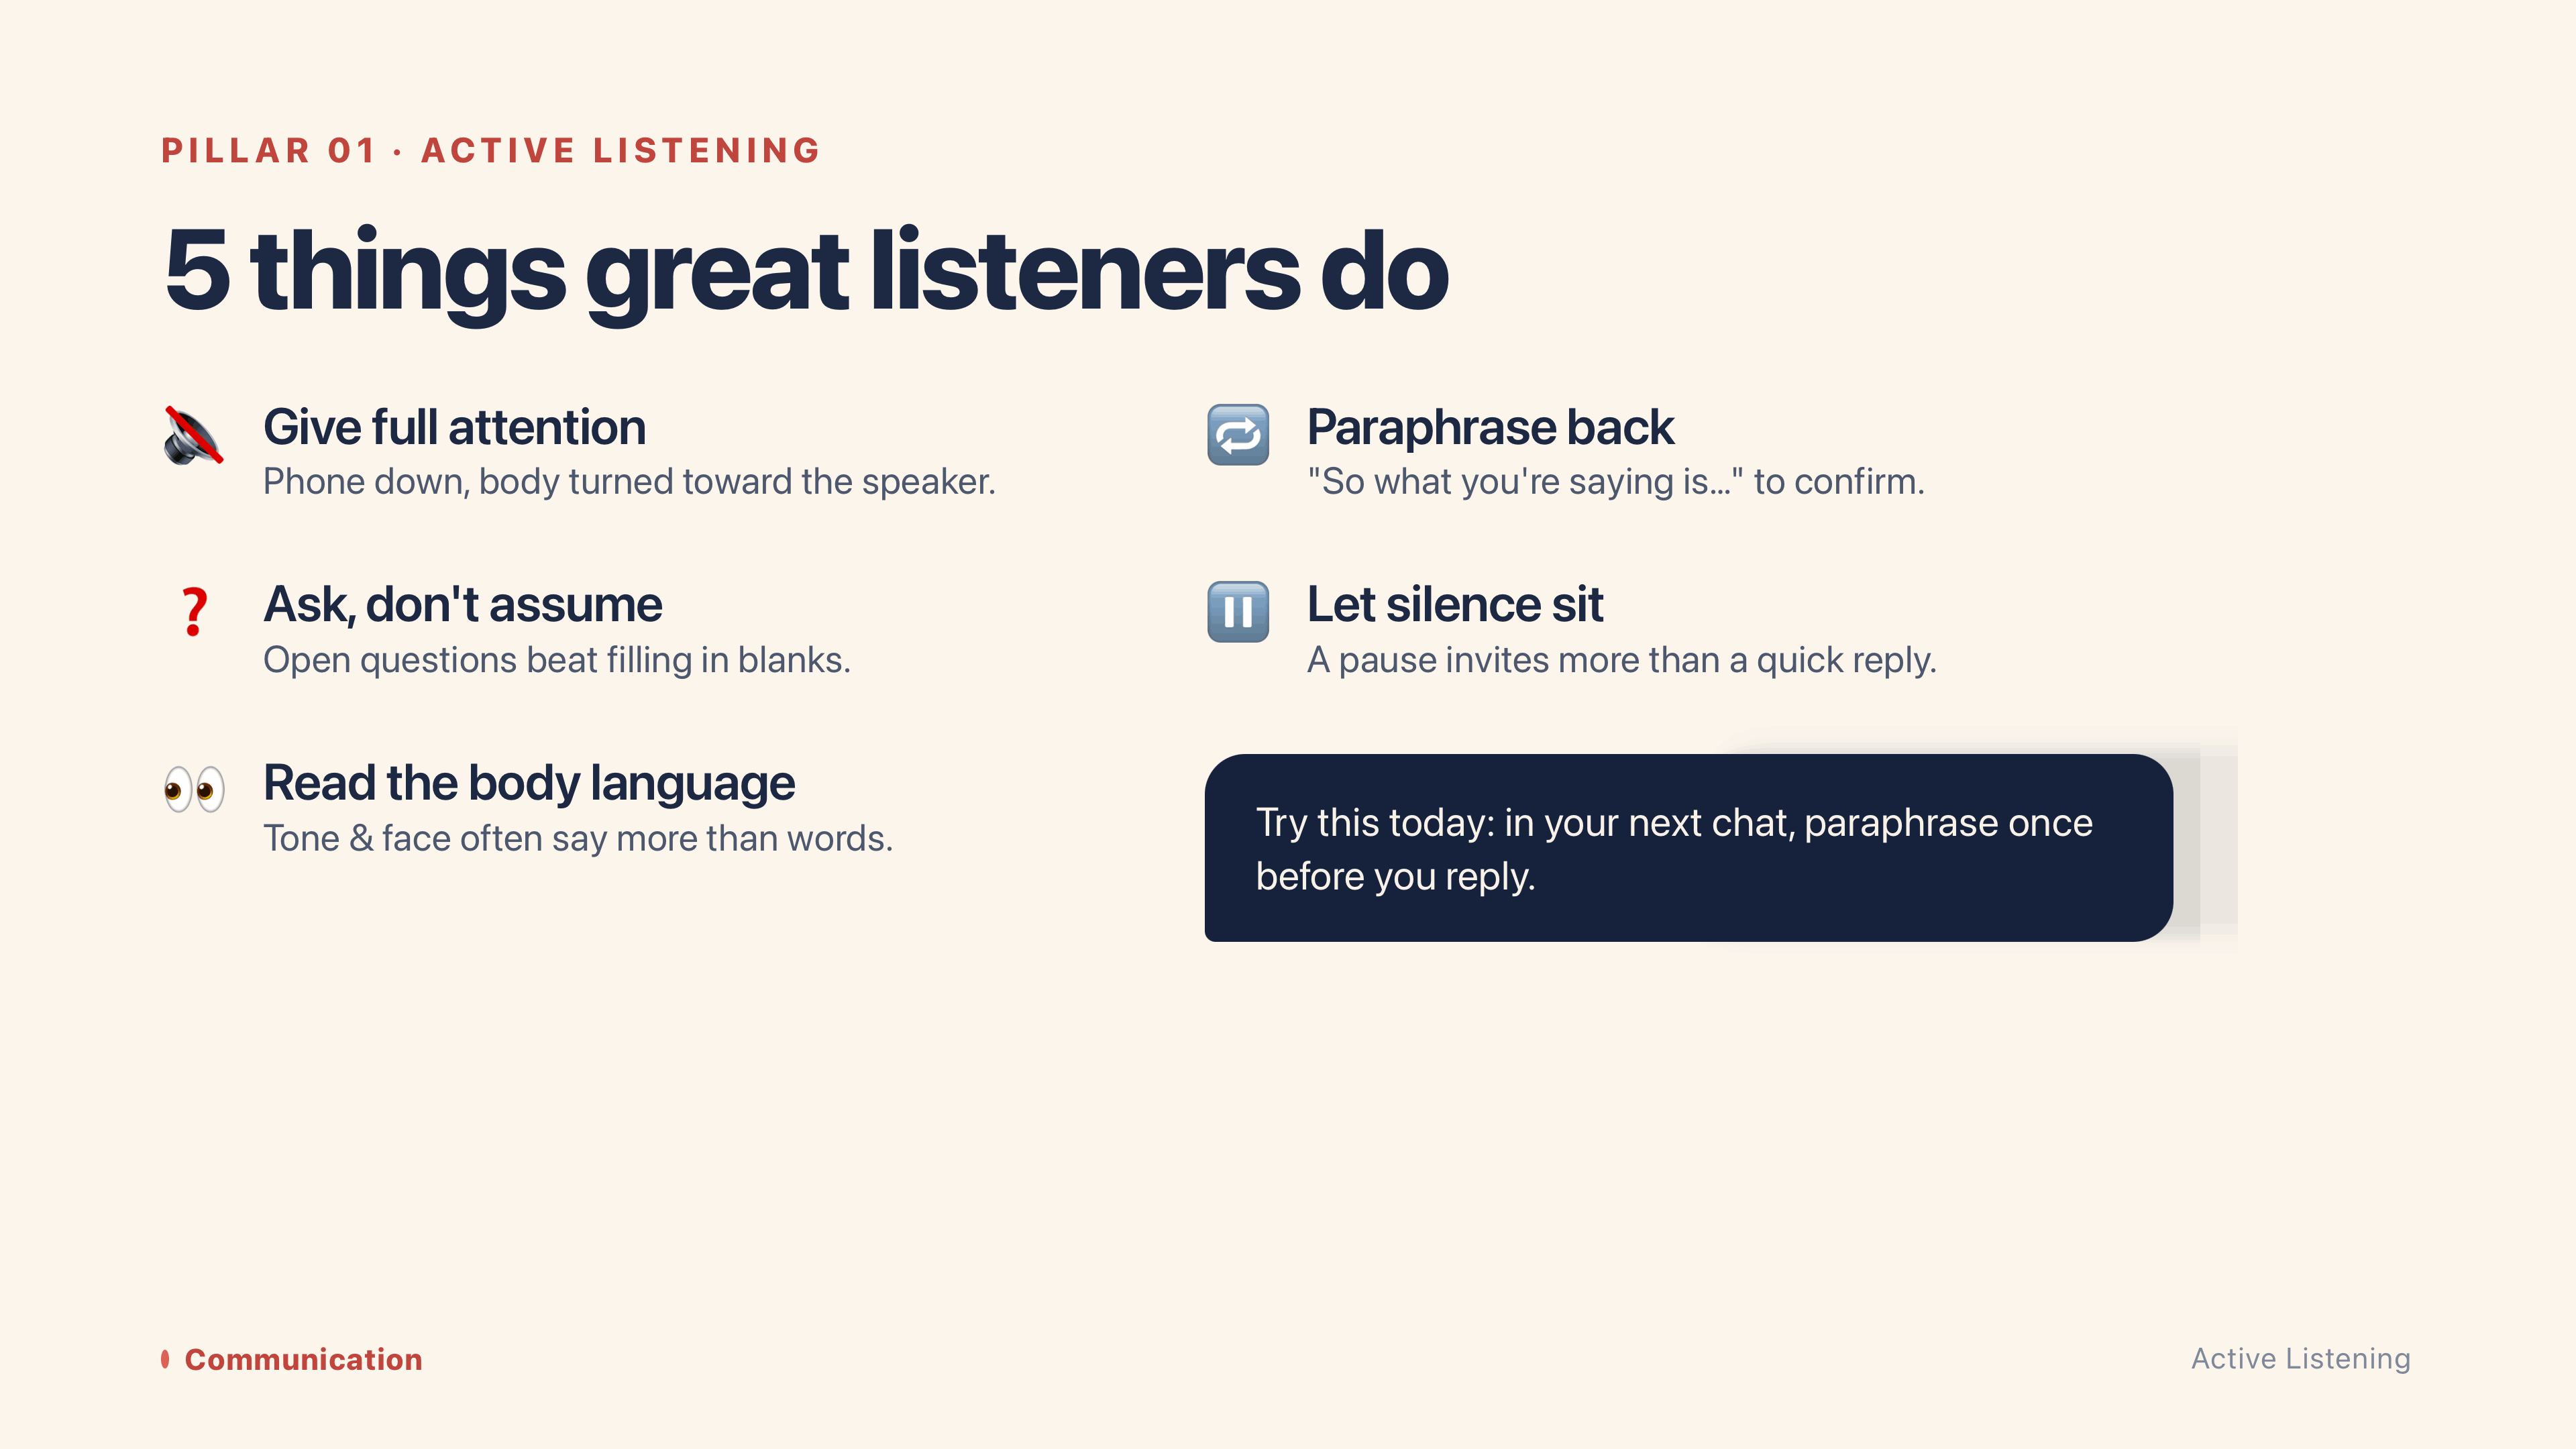 PILLAR 01 · ACTIVE LISTENING
5 things great listeners do
Give full attention
Phone down, body turned toward the speaker.
Paraphrase back
"So what you're saying is…" to confirm.
Ask, don't assume
Open questions beat filling in blanks.
Let silence sit
A pause invites more than a quick reply.
Read the body language
Tone & face often say more than words.
Try this today: in your next chat, paraphrase once
before you reply.
Communication
Active Listening